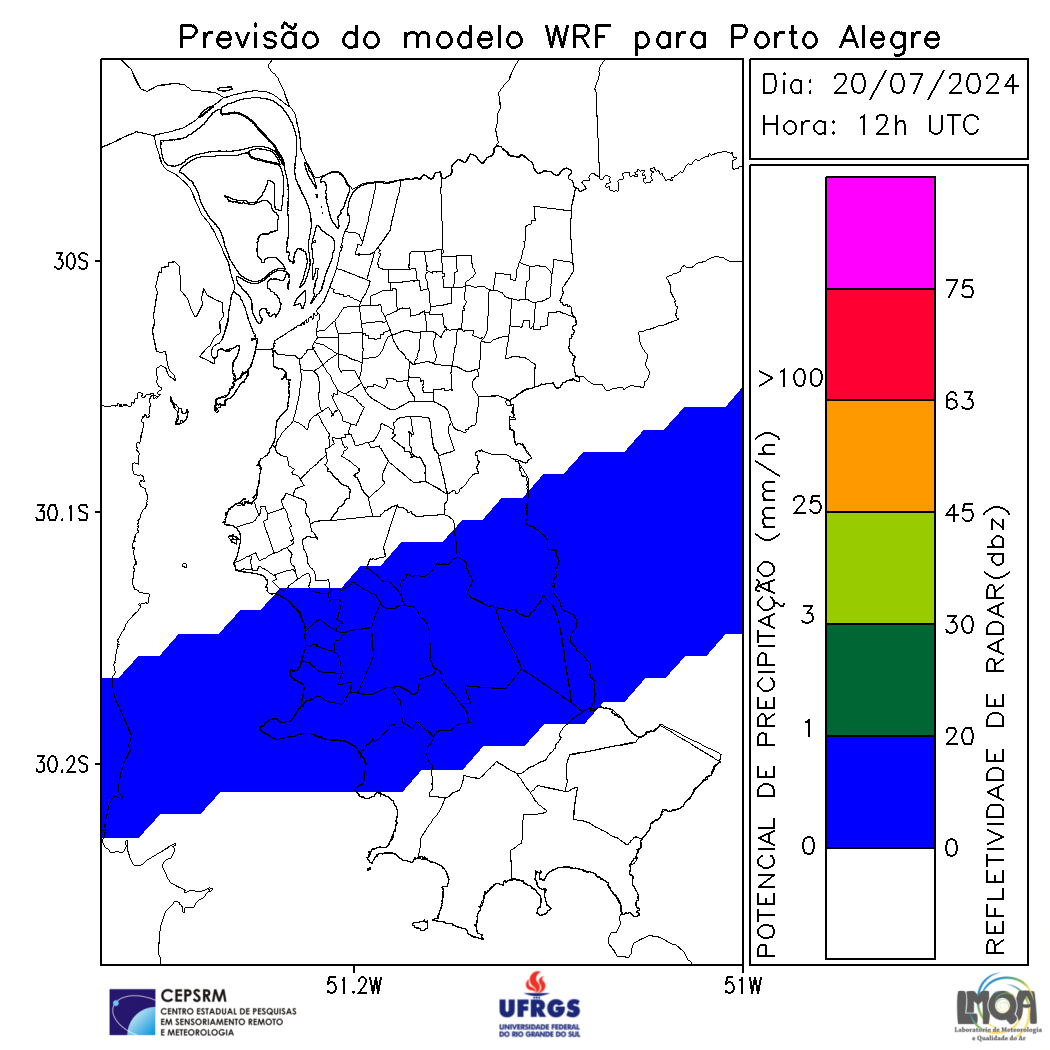 Previsão do modelo WRF para Porto Alegre
Dia: 20/07/2024
Hora: 12h UTC
30S
30.1S
30.2S
51.2W
51W
POTENCIAL DE PRECIPITAÇÃO (mm/h)
>100
25
3
1
0
75
63
45
30
20
0
REFLETIVIDADE DE RADAR(dbz)
CEPSRM
CENTRO ESTADUAL DE PESQUISAS
EM SENSORIAMENTO REMOTO
E METEOROLOGIA
UFRGS
UNIVERSIDADE FEDERAL
DO RIO GRANDE DO SUL
LMQA
Laboratório de Meteorologia
e Qualidade do Ar